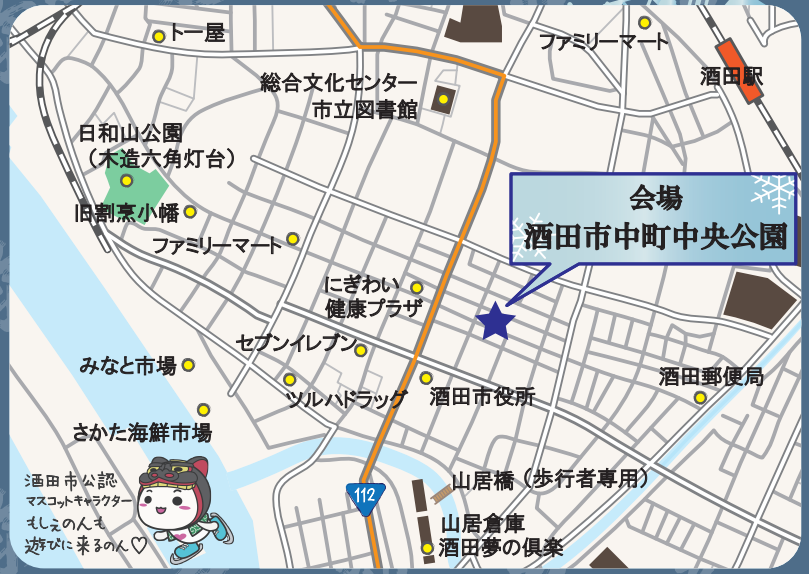 トー屋
ファミリーマート
酒田駅
総合文化センター
市立図書館
日和山公園
（木造六角灯台）
旧割烹小幡
ファミリーマート
会場
酒田市中町中央公園
にぎわい
健康プラザ
セブンイレブン
みなと市場
ツルハドラッグ
酒田市役所
酒田郵便局
さかた海鮮市場
酒田市公認
マスコットキャラクター
もしえのんも
遊びに来るのん♡
112
山居橋（歩行者専用）
山居倉庫
酒田夢の倶楽